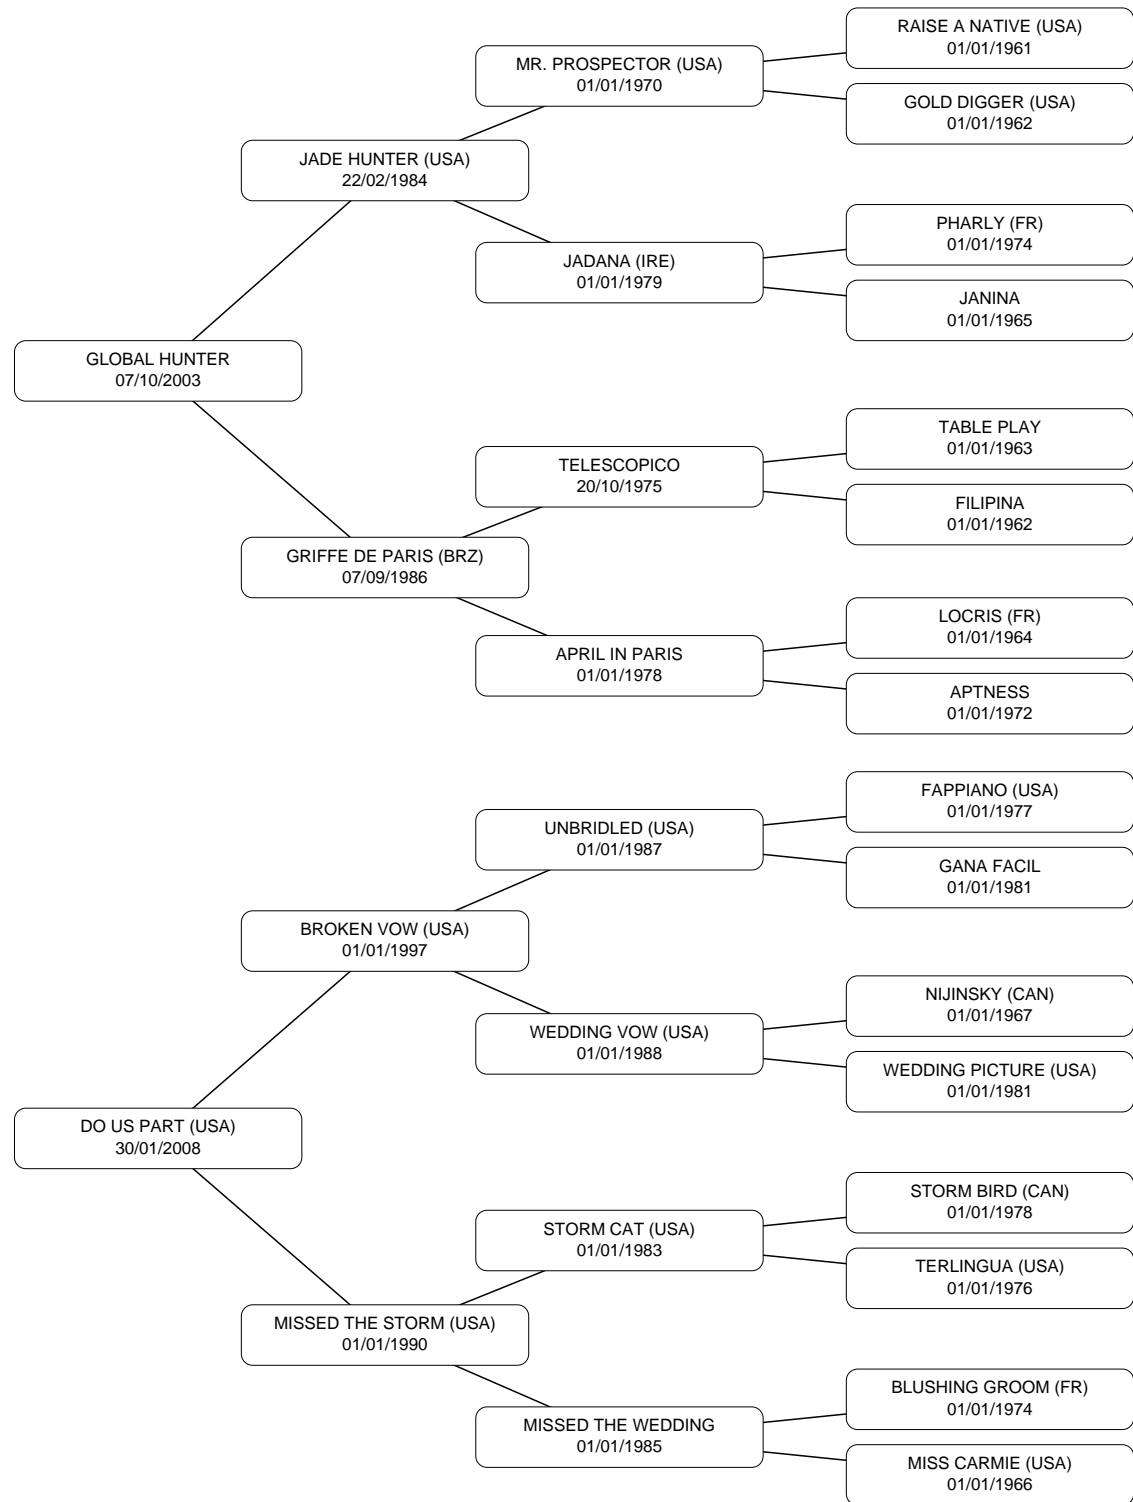 RAISE A NATIVE (USA)
01/01/1961
MR. PROSPECTOR (USA)
01/01/1970
GOLD DIGGER (USA)
01/01/1962
JADE HUNTER (USA)
22/02/1984
PHARLY (FR)
01/01/1974
JADANA (IRE)
01/01/1979
JANINA
01/01/1965
GLOBAL HUNTER
07/10/2003
TABLE PLAY
01/01/1963
TELESCOPICO
20/10/1975
FILIPINA
01/01/1962
GRIFFE DE PARIS (BRZ)
07/09/1986
LOCRIS (FR)
01/01/1964
APRIL IN PARIS
01/01/1978
APTNESS
01/01/1972
FAPPIANO (USA)
01/01/1977
UNBRIDLED (USA)
01/01/1987
GANA FACIL
01/01/1981
BROKEN VOW (USA)
01/01/1997
NIJINSKY (CAN)
01/01/1967
WEDDING VOW (USA)
01/01/1988
WEDDING PICTURE (USA)
01/01/1981
DO US PART (USA)
30/01/2008
STORM BIRD (CAN)
01/01/1978
STORM CAT (USA)
01/01/1983
TERLINGUA (USA)
01/01/1976
MISSED THE STORM (USA)
01/01/1990
BLUSHING GROOM (FR)
01/01/1974
MISSED THE WEDDING
01/01/1985
MISS CARMIE (USA)
01/01/1966